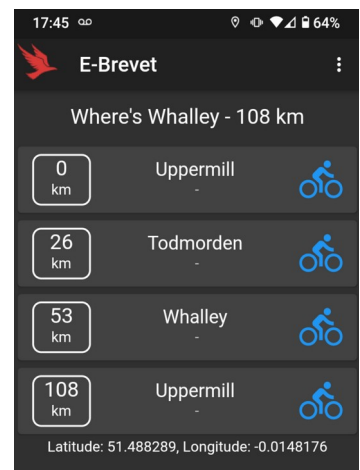 17:45
64%
E-Brevet
Where's Whalley - 108 km
0
km
Uppermill
-
26
km
Todmorden
-
53
km
Whalley
-
108
km
Uppermill
-
Latitude: 51.488289, Longitude: -0.0148176